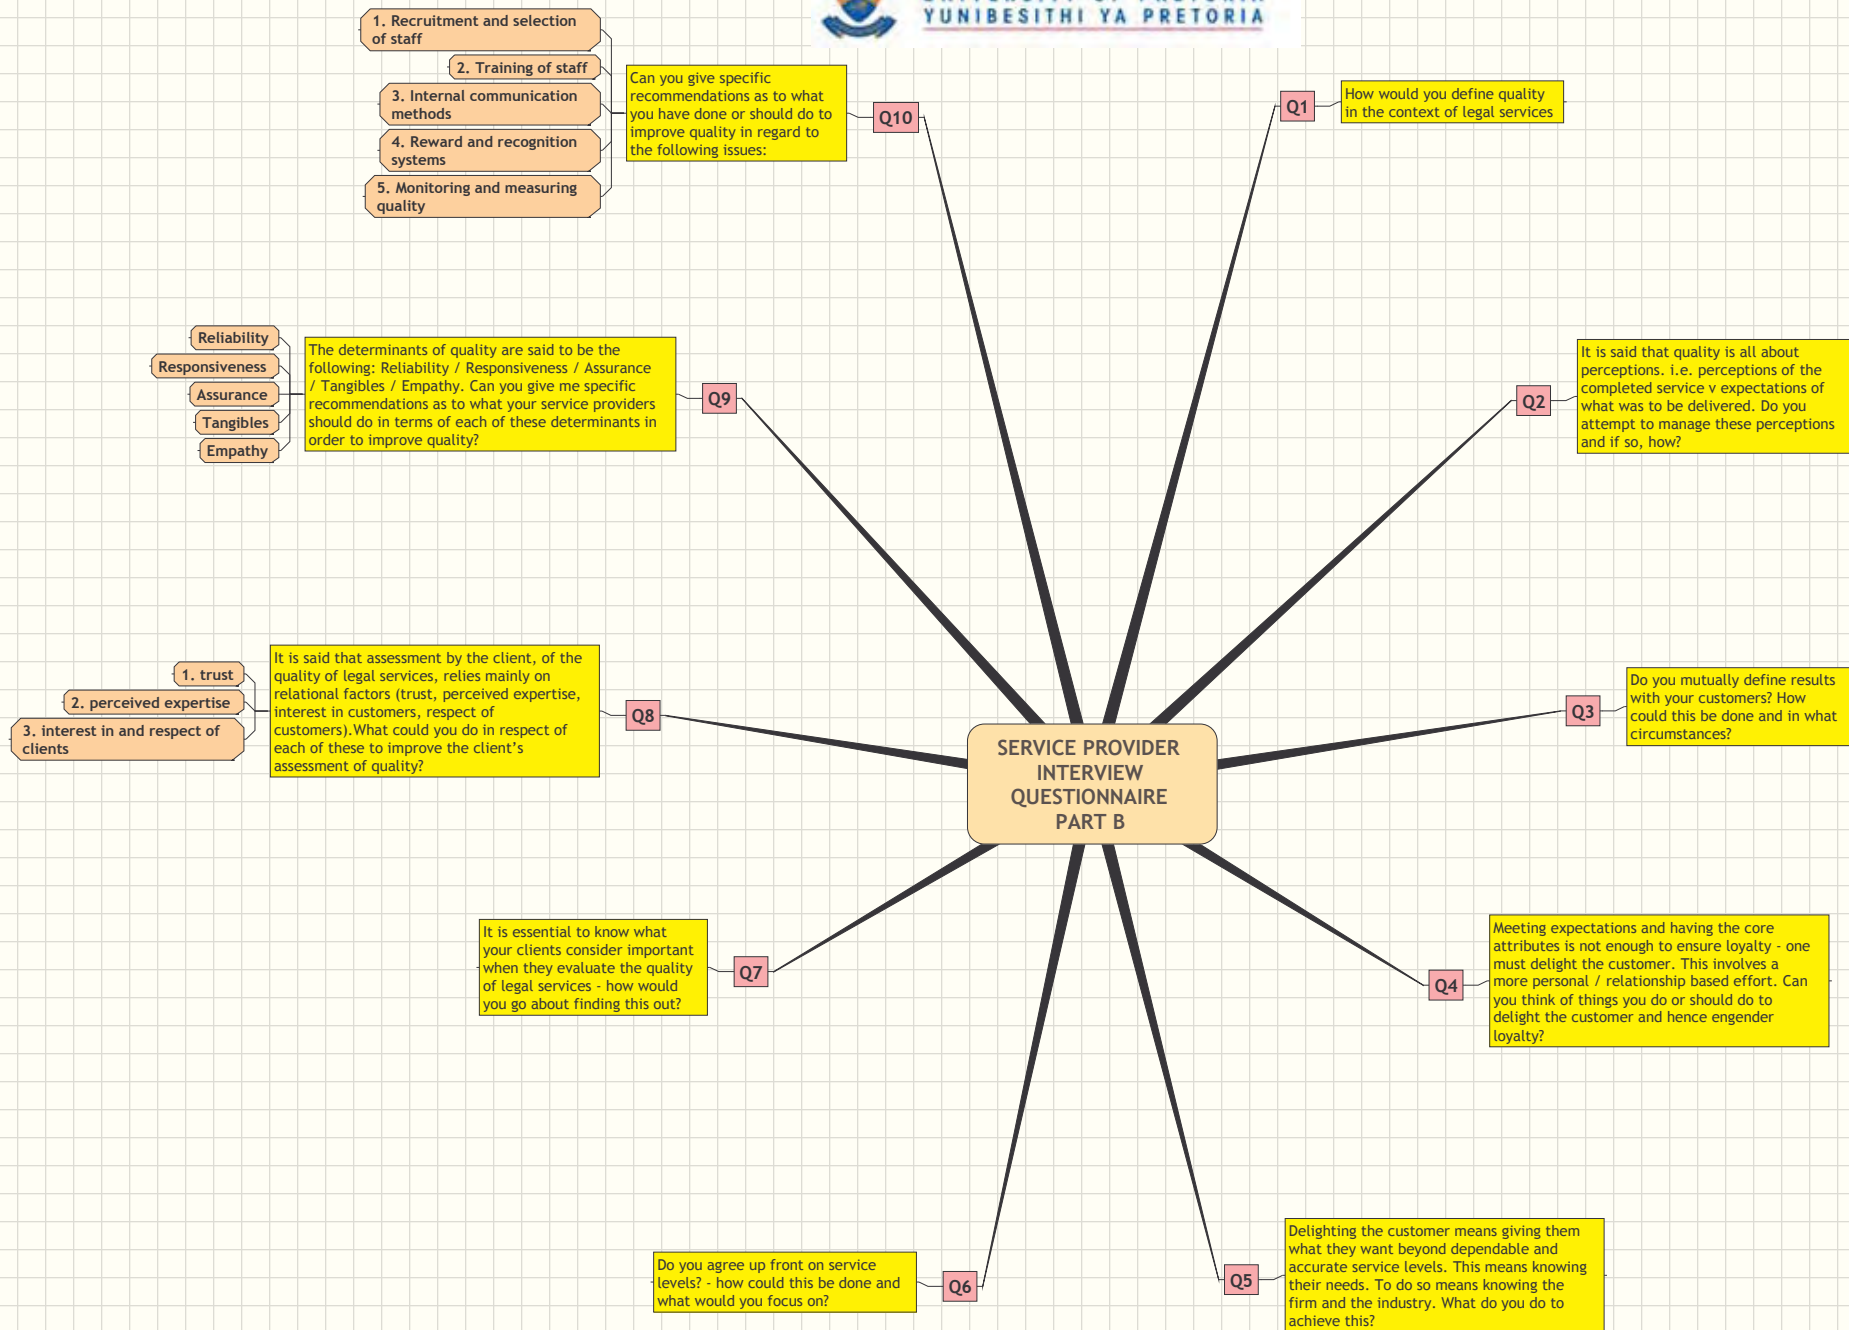 YUNIBESITHI YA PRETORIA
1. Recruitment and selection
of staff
2. Training of staff
3. Internal communication
methods
4. Reward and recognition
systems
5. Monitoring and measuring
quality
Can you give specific
recommendations as to what
you have done or should do to
improve quality in regard to
the following issues:
Q10
Q1
How would you define quality
in the context of legal services
Reliability
Responsiveness
Assurance
Tangibles
Empathy
The determinants of quality are said to be the
following: Reliability / Responsiveness / Assurance
/ Tangibles / Empathy. Can you give me specific
recommendations as to what your service providers
should do in terms of each of these determinants in
order to improve quality?
Q9
Q2
It is said that quality is all about
perceptions. i.e. perceptions of the
completed service v expectations of
what was to be delivered. Do you
attempt to manage these perceptions
and if so, how?
1. trust
2. perceived expertise
3. interest in and respect of
clients
It is said that assessment by the client, of the
quality of legal services, relies mainly on
relational factors (trust, perceived expertise,
interest in customers, respect of
customers).What could you do in respect of
each of these to improve the client's
assessment of quality?
Q8
Q3
Do you mutually define results
with your customers? How
could this be done and in what
circumstances?
SERVICE PROVIDER
INTERVIEW
QUESTIONNAIRE
PART B
It is essential to know what
your clients consider important
when they evaluate the quality
of legal services - how would
you go about finding this out?
Q7
Q4
Meeting expectations and having the core
attributes is not enough to ensure loyalty - one
must delight the customer. This involves a
more personal / relationship based effort. Can
you think of things you do or should do to
delight the customer and hence engender
loyalty?
Do you agree up front on service
levels? - how could this be done and
what would you focus on?
Q6
Q5
Delighting the customer means giving them
what they want beyond dependable and
accurate service levels. This means knowing
their needs. To do so means knowing the
firm and the industry. What do you do to
achieve this?